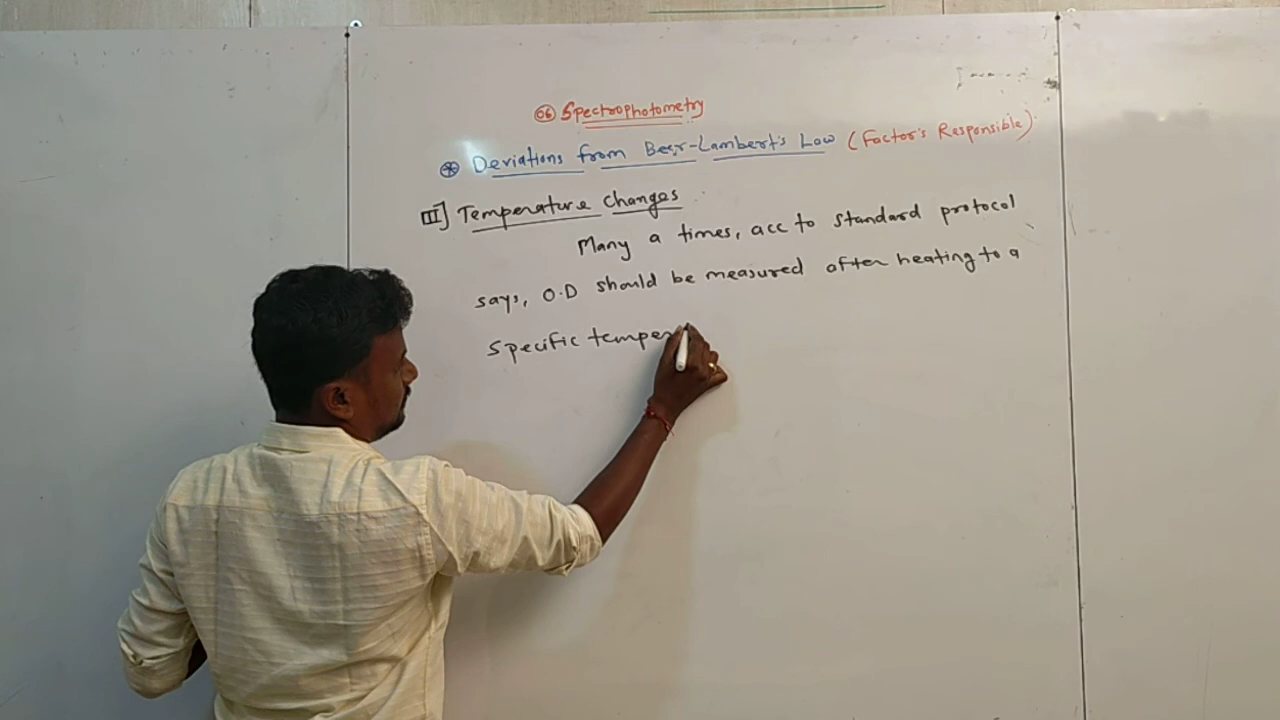 06 Spectrophotometry
Deviations from Beer-Lambert's Law (Factor's Responsible)
III] Temperature changes
Many a times, acc to standard protocol
says, O.D should be measured after heating to a
specific temper